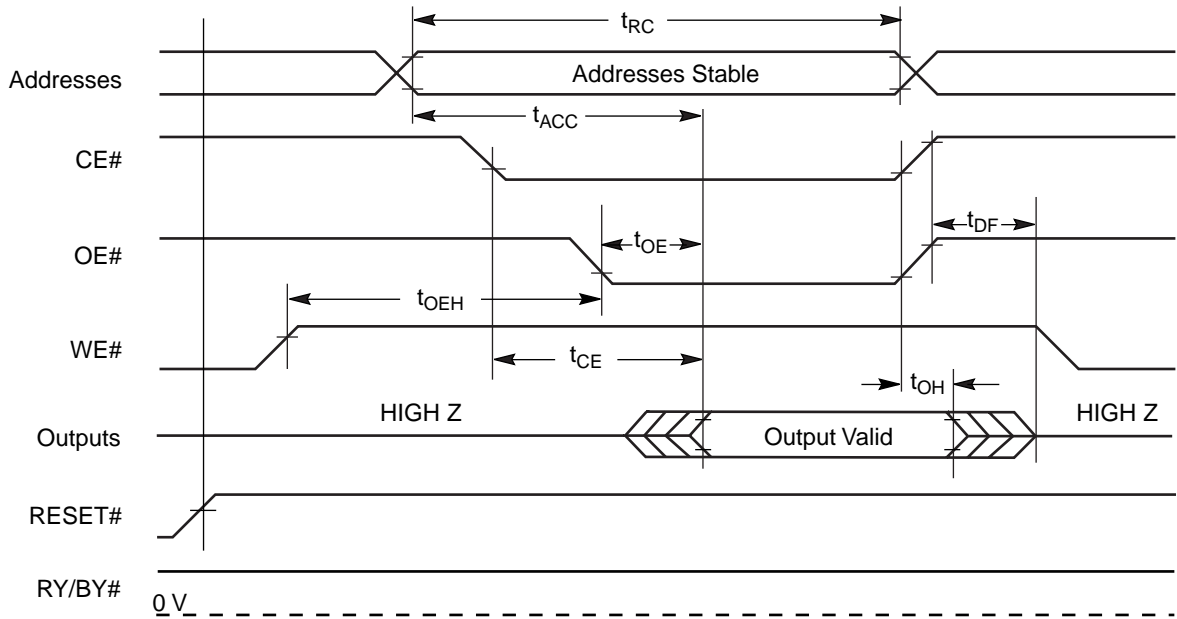 tRC
Addresses
Addresses Stable
tACC
CE#
tDF
OE#
tOE
tOEH
WE#
tCE
tOH
HIGH Z
HIGH Z
Outputs
Output Valid
RESET#
RY/BY#
0 V